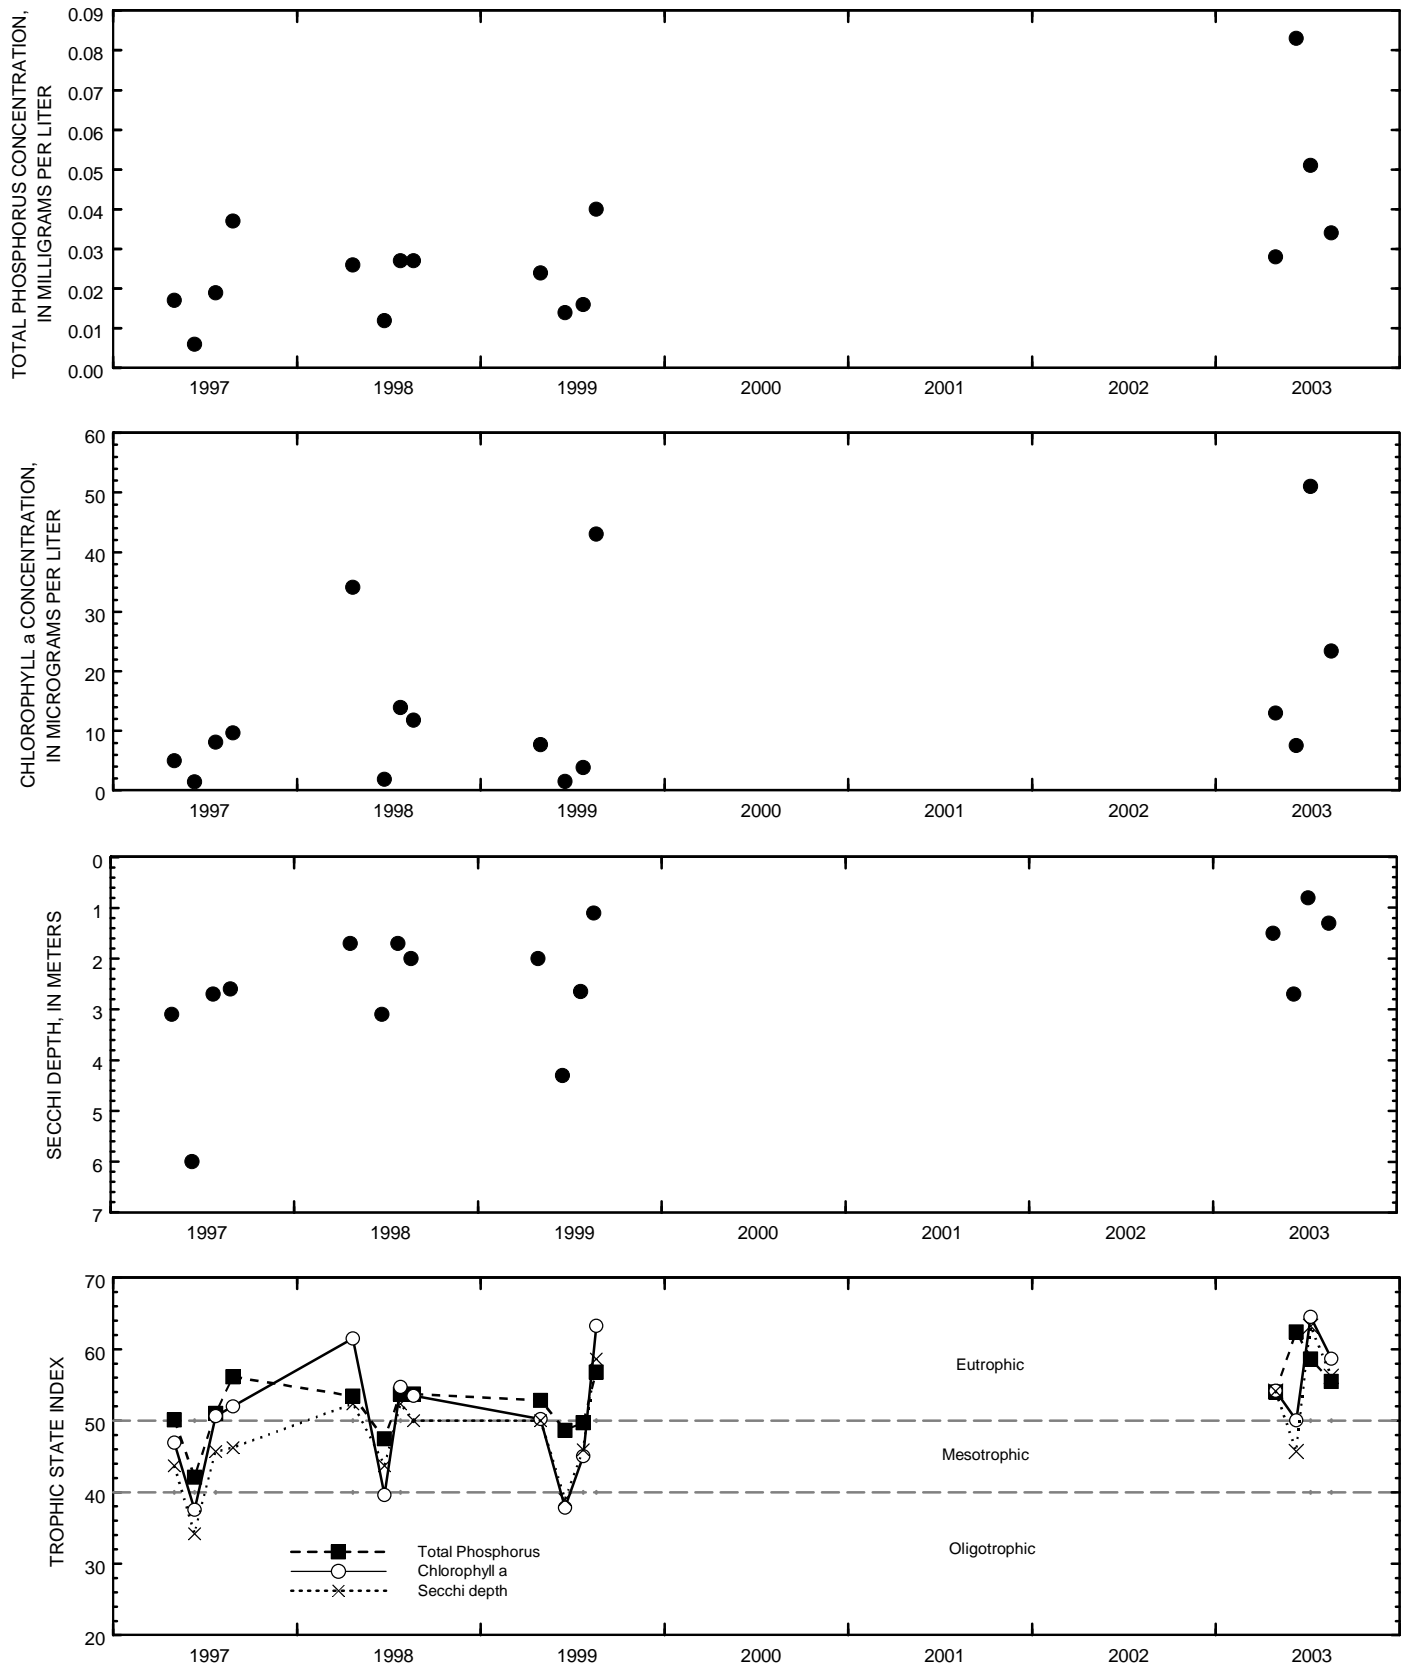 TOTAL PHOSPHORUS CONCENTRATION,
IN MILLIGRAMS PER LITER
0.09
0.08
0.07
0.06
0.05
0.04
0.03
0.02
0.01
0.00
1997 1998 1999 2000 2001 2002 2003
CHLOROPHYLL a CONCENTRATION,
IN MICROGRAMS PER LITER
60
50
40
30
20
10
0
1997 1998 1999 2000 2001 2002 2003
SECCHI DEPTH, IN METERS
0
1
2
3
4
5
6
7
1997 1998 1999 2000 2001 2002 2003
TROPHIC STATE INDEX
70
60
50
40
30
20
Eutrophic
Mesotrophic
Oligotrophic
Total Phosphorus
Chlorophyll a
Secchi depth
1997 1998 1999 2000 2001 2002 2003